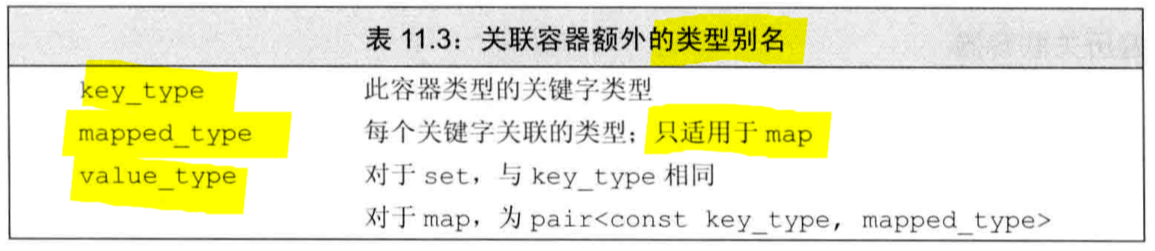 表 11.3：关联容器额外的类型别名
key_type 此容器类型的关键字类型
mapped_type 每个关键字关联的类型；只适用于 map
value_type 对于 set，与 key_type 相同
对于 map，为 pair<const key_type, mapped_type>